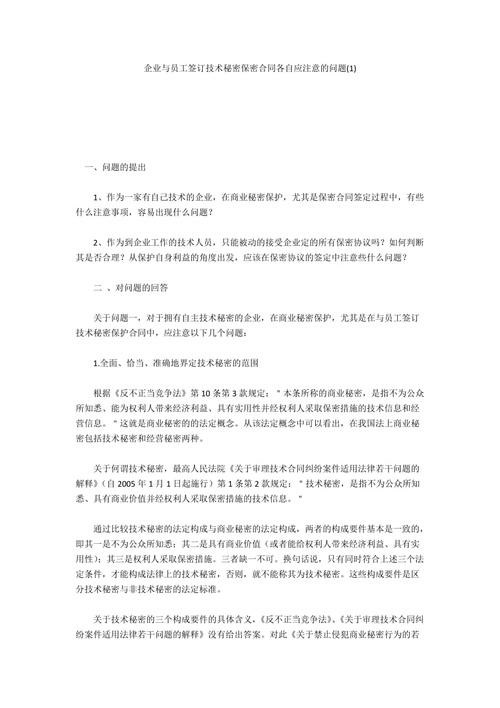 企业与员工签订技术秘密保密合同各自应注意的问题(1)
一、问题的提出
1、作为一家有自己技术的企业，在商业秘密保护，尤其是保密合同签定过程中，有些
什么注意事项，容易出现什么问题？
2、作为到企业工作的技术人员，只能被动的接受企业定的所有保密协议吗？如何判断
其是否合理？从保护自身利益的角度出发，应该在保密协议的签定中注意些什么问题？
二 、对问题的回答
关于问题一，对于拥有自主技术秘密的企业，在商业秘密保护，尤其是在与员工签订
技术秘密保护合同中，应注意以下几个问题：
1.全面、恰当、准确地界定技术秘密的范围
根据《反不正当竞争法》第 10 条第 3 款规定；＂本条所称的商业秘密，是指不为公众
所知悉、能为权利人带来经济利益、具有实用性并经权利人采取保密措施的技术信息和经
营信息。＂这就是商业秘密的的法定概念。从该法定概念中可以看出，在我国法上商业秘
密包括技术秘密和经营秘密两种。
关于何谓技术秘密，最高人民法院《关于审理技术合同纠纷案件适用法律若干问题的
解释》（自 2005 年 1 月 1 日起施行）第 1 条第 2 款规定：＂技术秘密，是指不为公众所知
悉、具有商业价值并经权利人采取保密措施的技术信息。＂
通过比较技术秘密的法定构成与商业秘密的法定构成，两者的构成要件基本是一致的，
即其一是不为公众所知悉；其二是具有商业价值（或者能给权利人带来经济利益、具有实
用性）；其三是权利人采取保密措施。三者缺一不可。换句话说，只有同时符合上述三个法
定条件，才能构成法律上的技术秘密，否则，就不能称其为技术秘密。这些构成要件是区
分技术秘密与非技术秘密的法定标准。
关于技术秘密的三个构成要件的具体含义，《反不正当竞争法》、《关于审理技术合同纠
纷案件适用法律若干问题的解释》没有给出答案。对此《关于禁止侵犯商业秘密行为的若